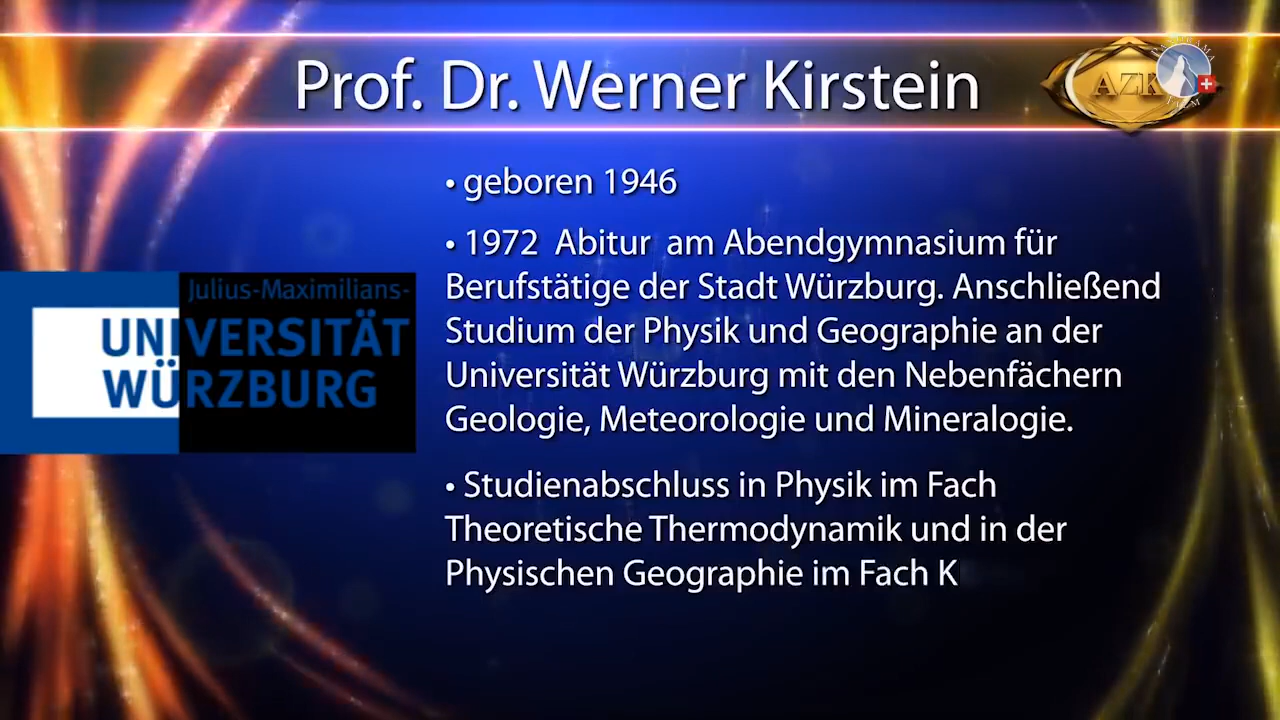 Prof. Dr. Werner Kirstein
AZK
PANORAMA
FILM
• geboren 1946
• 1972 Abitur am Abendgymnasium für
Berufstätige der Stadt Würzburg. Anschließend
Studium der Physik und Geographie an der
Universität Würzburg mit den Nebenfächern
Geologie, Meteorologie und Mineralogie.
• Studienabschluss in Physik im Fach
Theoretische Thermodynamik und in der
Physischen Geographie im Fach K
Julius-Maximilians-
UNIVERSITÄT
WÜRZBURG